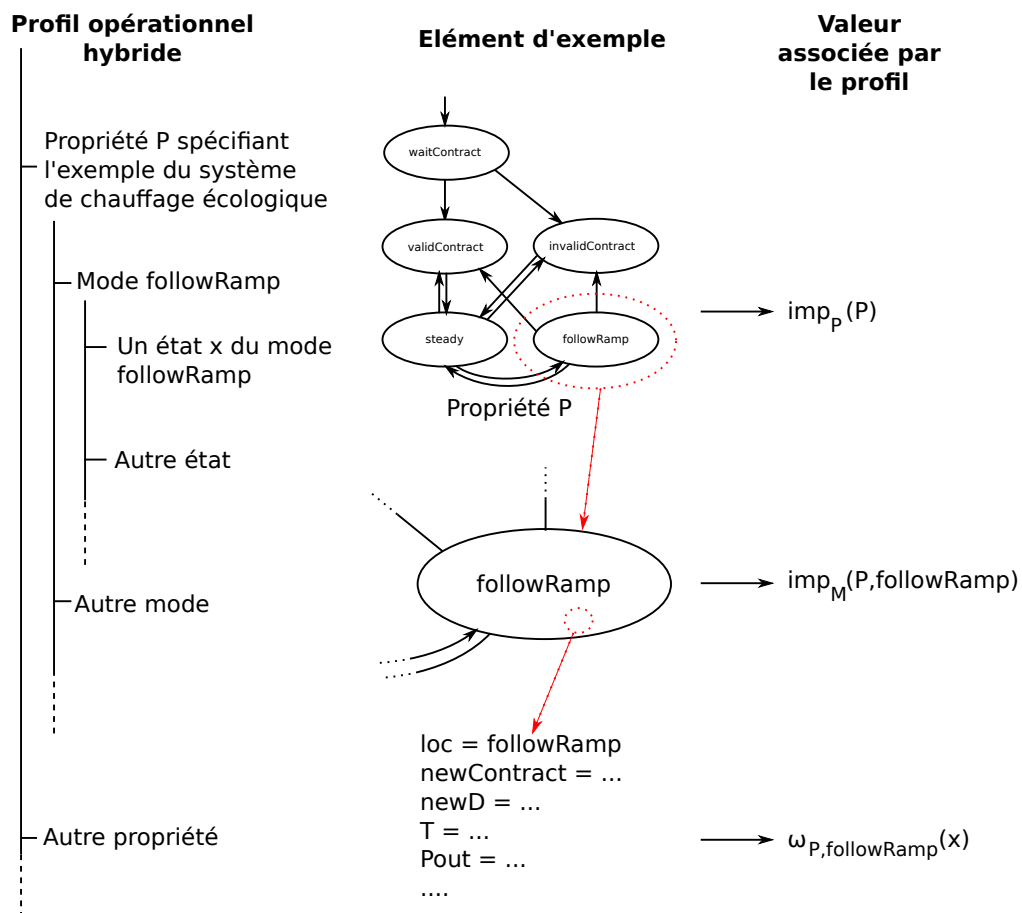 Profil opérationnel
hybride
Propriété P spécifiant
l'exemple du système
de chauffage écologique
Mode followRamp
Un état x du mode
followRamp
Autre état
Autre mode
Autre propriété
Elément d'exemple
waitContract
validContract
invalidContract
steady
followRamp
Propriété P
followRamp
loc = followRamp
newContract = ...
newD = ...
T = ...
Pout = ...
....
Valeur
associée par
le profil
imp_P(P)
imp_M(P,followRamp)
ω_P,followRamp(x)